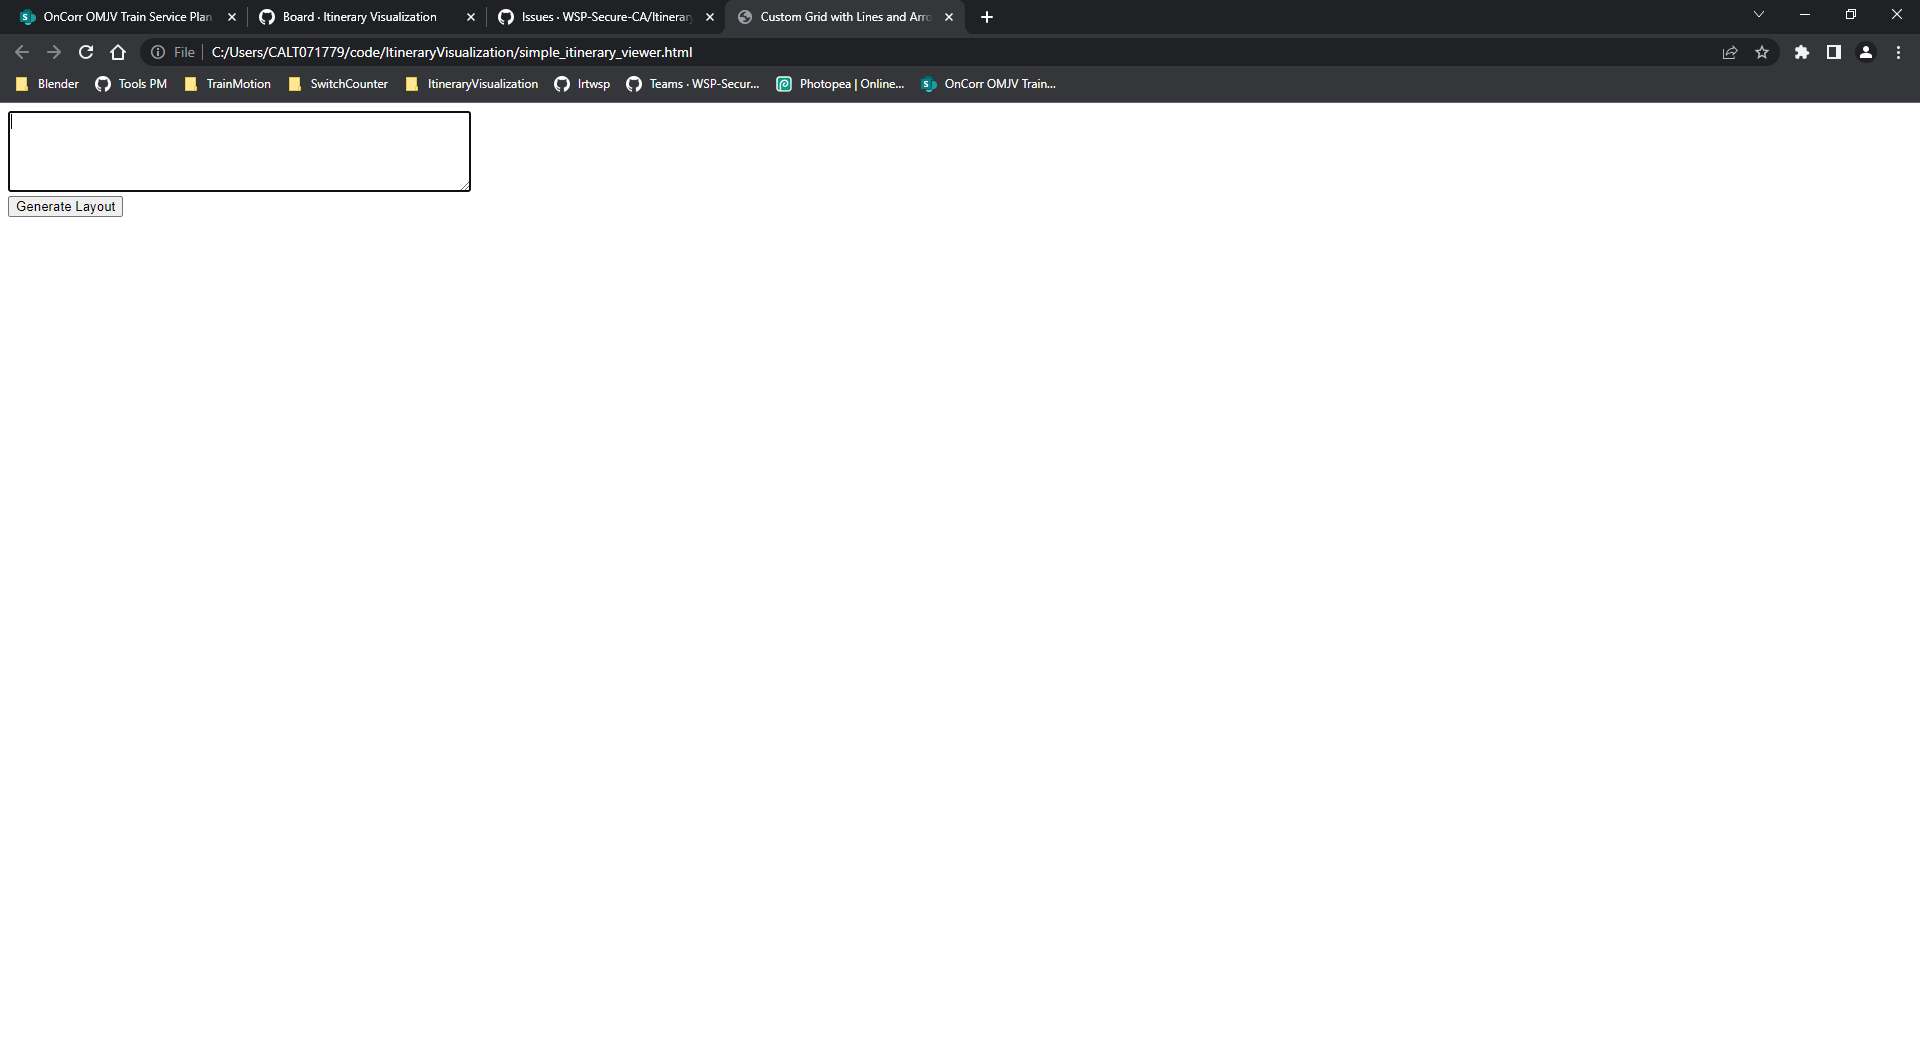 OnCorr OMJV Train Service Plan
Board · Itinerary Visualization
Issues · WSP-Secure-CA/Itinerary
Custom Grid with Lines and Arro
File
C:/Users/CALT071779/code/ItineraryVisualization/simple_itinerary_viewer.html
Blender
Tools PM
TrainMotion
SwitchCounter
ItineraryVisualization
lrtwsp
Teams · WSP-Secur...
Photopea | Online...
OnCorr OMJV Train...
Generate Layout